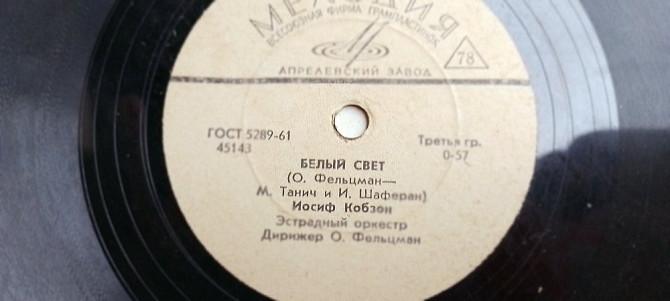 МЕЛОДИЯ
ВСЕСОЮЗНАЯ ФИРМА ГРАМПЛАСТИНОК
78
АПРЕЛЕВСКИЙ ЗАВОД
ГОСТ 5289-61
45143
Третья гр.
0-57
БЕЛЫЙ СВЕТ
(О. Фельцман—
М. Танич и И. Шаферан)
Иосиф Кобзон
Эстрадный оркестр
Дирижер О. Фельцман